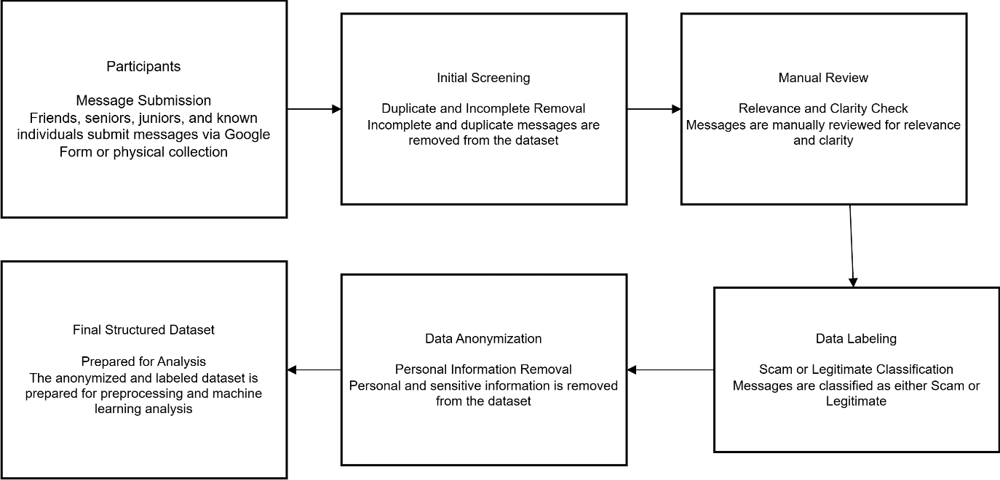 Participants
Message Submission
Friends, seniors, juniors, and known
individuals submit messages via Google
Form or physical collection
Initial Screening
Duplicate and Incomplete Removal
Incomplete and duplicate messages are
removed from the dataset
Manual Review
Relevance and Clarity Check
Messages are manually reviewed for relevance
and clarity
Data Labeling
Scam or Legitimate Classification
Messages are classified as either Scam or
Legitimate
Data Anonymization
Personal Information Removal
Personal and sensitive information is removed
from the dataset
Final Structured Dataset
Prepared for Analysis
The anonymized and labeled dataset is
prepared for preprocessing and machine
learning analysis